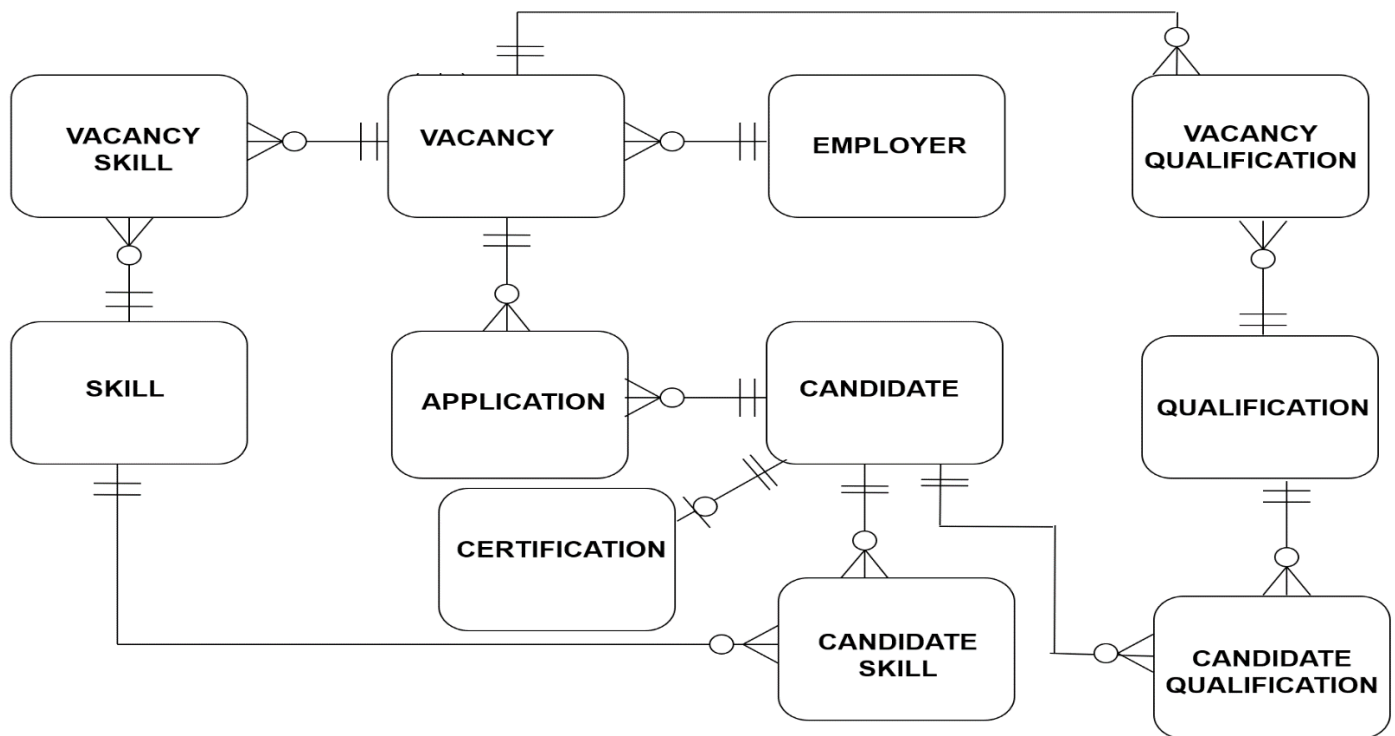 VACANCY
SKILL
VACANCY
EMPLOYER
VACANCY
QUALIFICATION
SKILL
APPLICATION
CANDIDATE
QUALIFICATION
CERTIFICATION
CANDIDATE
SKILL
CANDIDATE
QUALIFICATION